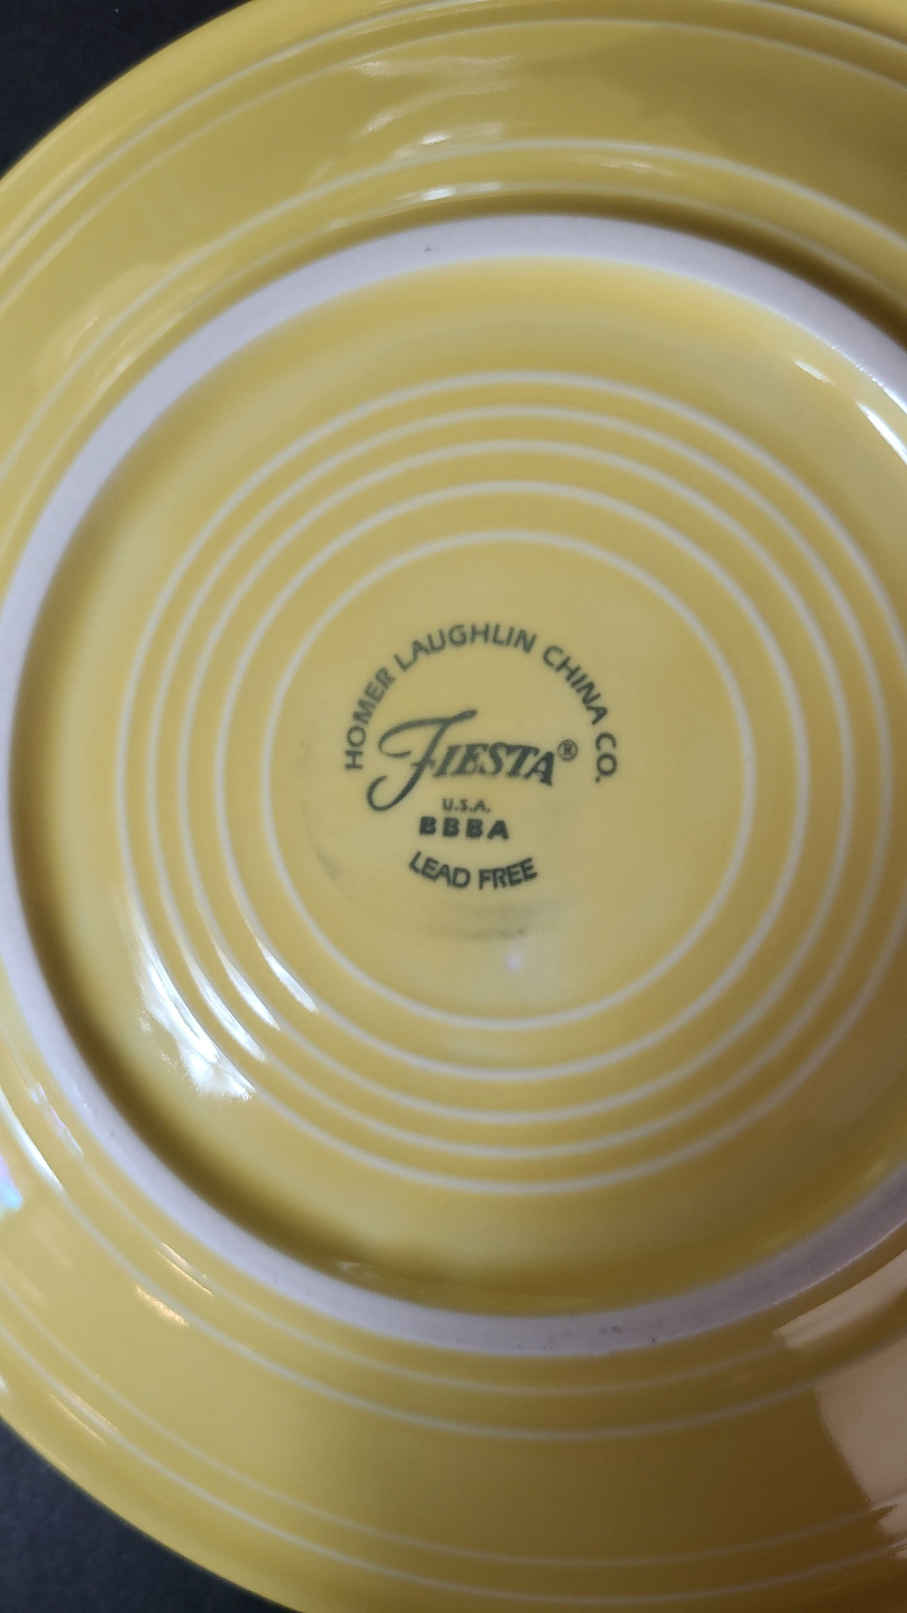 HOMER LAUGHLIN CHINA CO.
FIESTA®
U.S.A.
BBBA
LEAD FREE